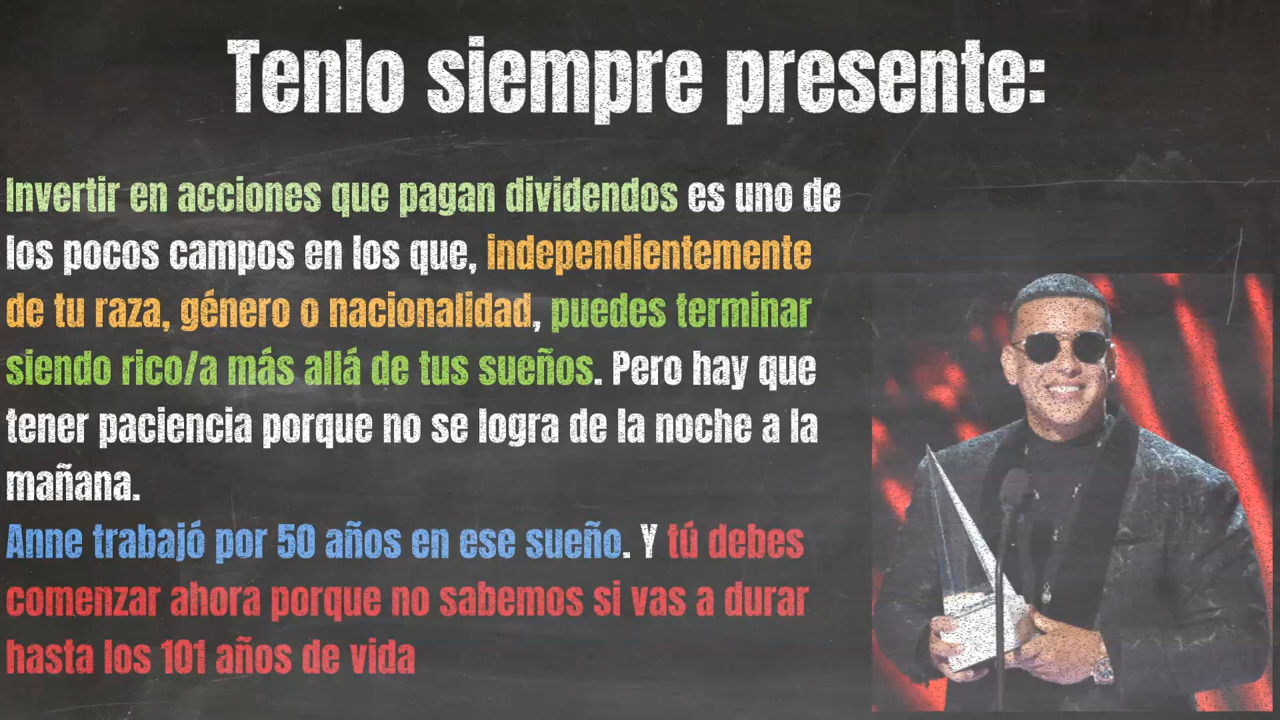 Tenlo siempre presente:
Invertir en acciones que pagan dividendos es uno de
los pocos campos en los que, independientemente
de tu raza, género o nacionalidad, puedes terminar
siendo rico/a más allá de tus sueños. Pero hay que
tener paciencia porque no se logra de la noche a la
mañana.
Anne trabajó por 50 años en ese sueño. Y tú debes
comenzar ahora porque no sabemos si vas a durar
hasta los 101 años de vida